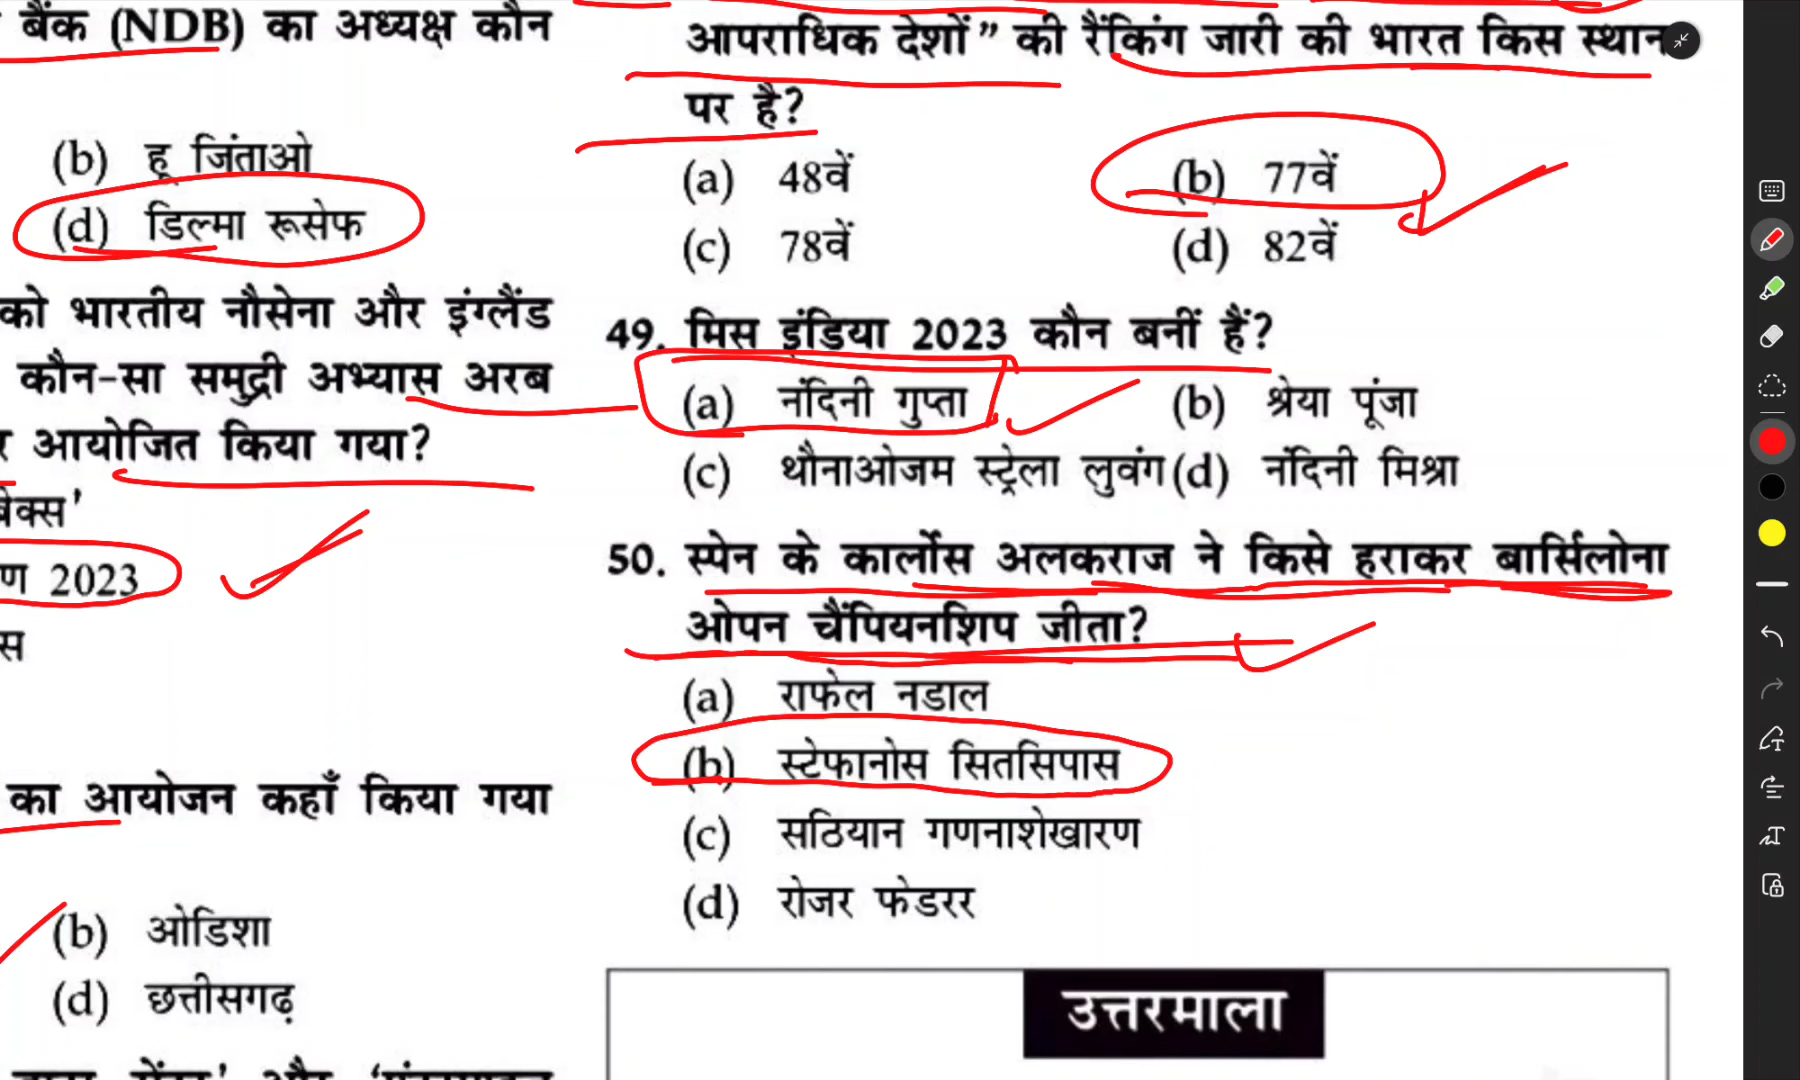 बैंक (NDB) का अध्यक्ष कौन
(b) हू जिंताओ
(d) डिल्मा रूसेफ
को भारतीय नौसेना और इंग्लैंड
कौन-सा समुद्री अभ्यास अरब
आयोजित किया गया?
बेक्स'
ण 2023
स
का आयोजन कहाँ किया गया
(b) ओडिशा
(d) छत्तीसगढ़
आपराधिक देशों” की रैंकिंग जारी की भारत किस स्थान
पर है?
(a) 48वें (b) 77वें
(c) 78वें (d) 82वें
49. मिस इंडिया 2023 कौन बनीं हैं?
(a) नंदिनी गुप्ता (b) श्रेया पूंजा
(c) थौनाओजम स्ट्रेला लुवंग (d) नंदिनी मिश्रा
50. स्पेन के कार्लोस अलकराज ने किसे हराकर बार्सिलोना
ओपन चैंपियनशिप जीता?
(a) राफेल नडाल
(b) स्टेफानोस सितसिपास
(c) सठियान गणनाशेखारण
(d) रोजर फेडरर
उत्तरमाला